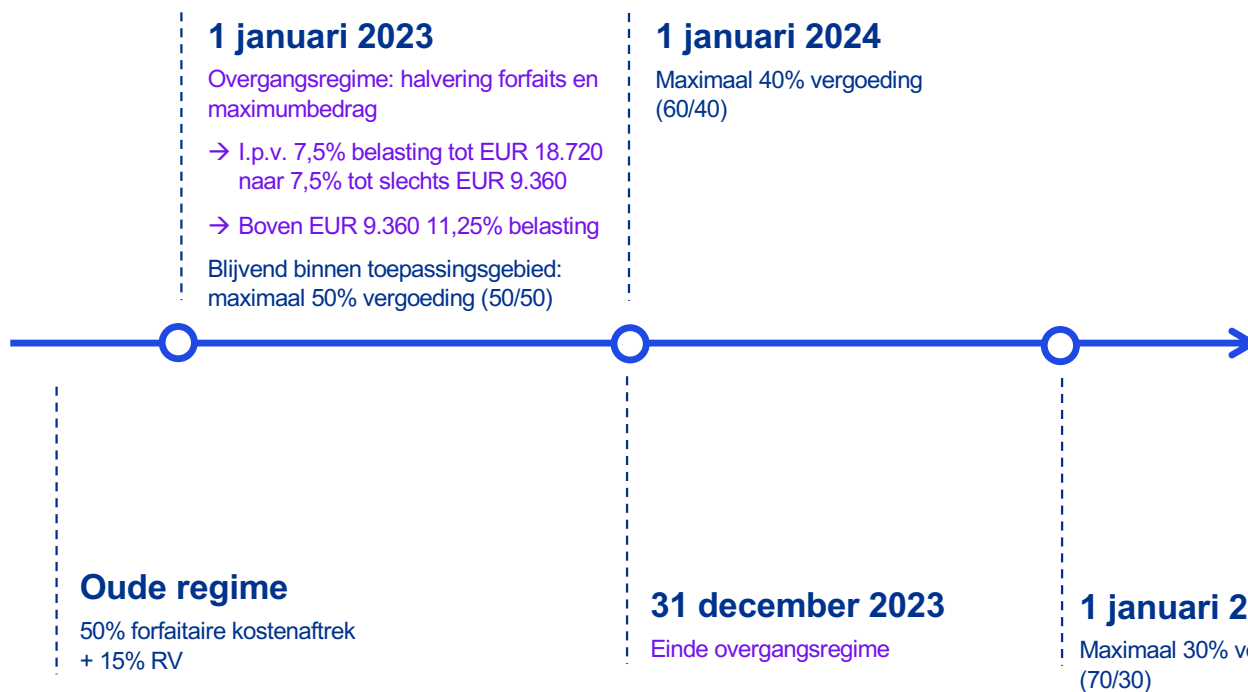 1 januari 2023
Overgangsregime: halvering forfaits en
maximumbedrag
→ I.p.v. 7,5% belasting tot EUR 18.720
naar 7,5% tot slechts EUR 9.360
→ Boven EUR 9.360 11,25% belasting
Blijvend binnen toepassingsgebied:
maximaal 50% vergoeding (50/50)
1 januari 2024
Maximaal 40% vergoeding
(60/40)
Oude regime
50% forfaitaire kostenaftrek
+ 15% RV
31 december 2023
Einde overgangsregime
1 januari 2
Maximaal 30%
(70/30)